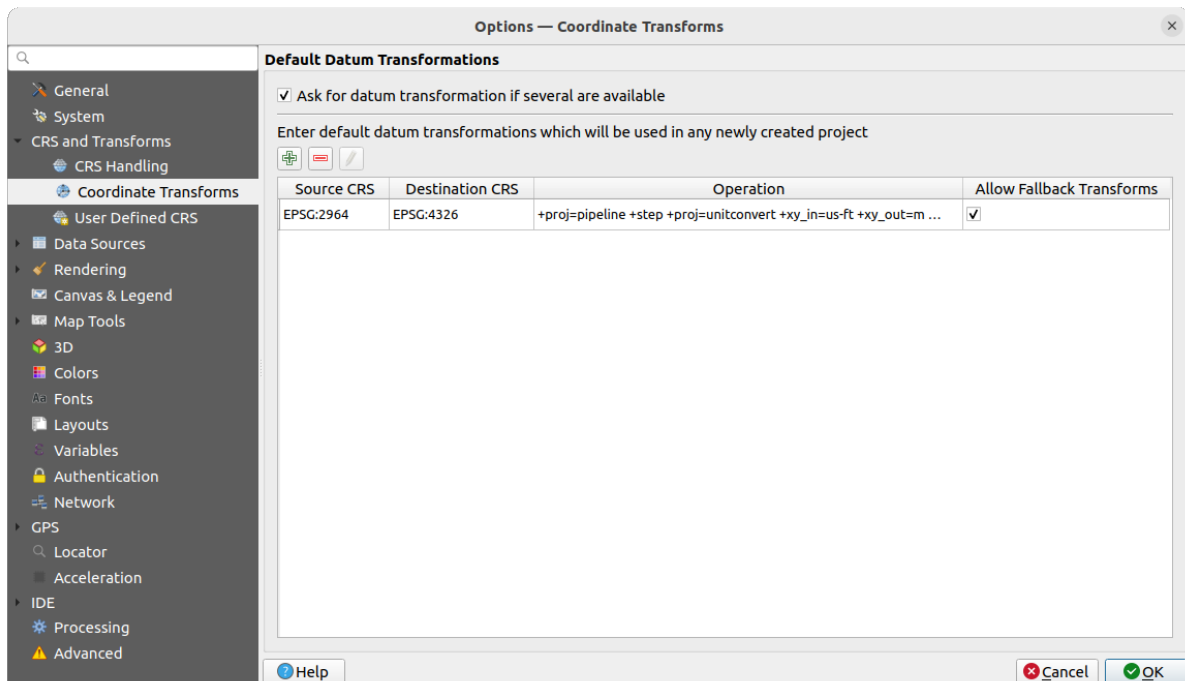 Options — Coordinate Transforms
General
System
CRS and Transforms
CRS Handling
Coordinate Transforms
User Defined CRS
Data Sources
Rendering
Canvas & Legend
Map Tools
3D
Colors
Aa Fonts
Layouts
Variables
Authentication
Network
GPS
Locator
Acceleration
IDE
Processing
Advanced
Default Datum Transformations
Ask for datum transformation if several are available
Enter default datum transformations which will be used in any newly created project
Source CRS Destination CRS Operation Allow Fallback Transforms
EPSG:2964 EPSG:4326 +proj=pipeline +step +proj=unitconvert +xy_in=us-ft +xy_out=m ...
Help Cancel OK